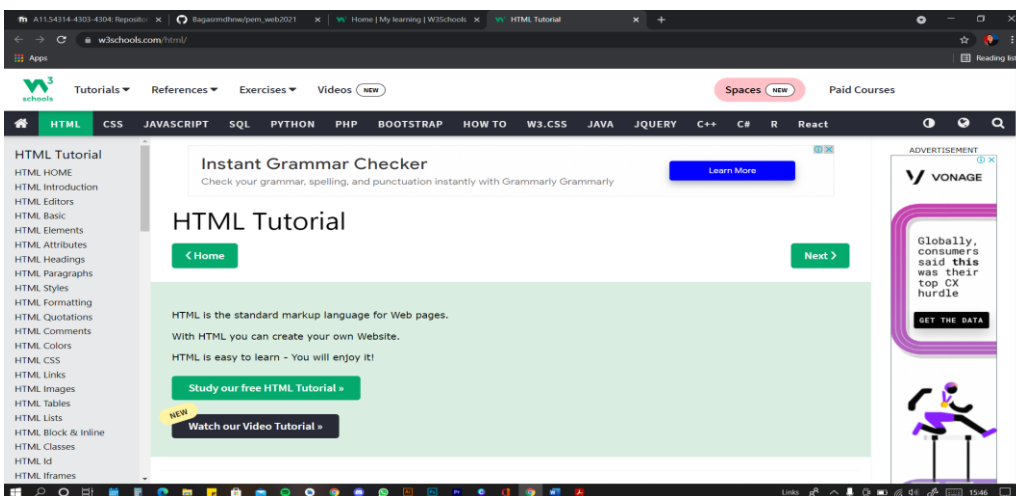 A11.54314-4303-4304: Reposito
Bagasrmdhnw/pem_web2021
Home | My learning | W3Schools
HTML Tutorial
w3schools.com/html/
Apps
Reading list
W3 schools
Tutorials
References
Exercises
Videos NEW
Spaces NEW
Paid Courses
HTML CSS JAVASCRIPT SQL PYTHON PHP BOOTSTRAP HOW TO W3.CSS JAVA JQUERY C++ C# R React
HTML Tutorial
HTML HOME
HTML Introduction
HTML Editors
HTML Basic
HTML Elements
HTML Attributes
HTML Headings
HTML Paragraphs
HTML Styles
HTML Formatting
HTML Quotations
HTML Comments
HTML Colors
HTML CSS
HTML Links
HTML Images
HTML Tables
HTML Lists
HTML Block & Inline
HTML Classes
HTML Id
HTML Iframes
Instant Grammar Checker
Check your grammar, spelling, and punctuation instantly with Grammarly Grammarly
Learn More
HTML Tutorial
❮ Home
Next ❯
HTML is the standard markup language for Web pages.
With HTML you can create your own Website.
HTML is easy to learn - You will enjoy it!
Study our free HTML Tutorial »
NEW
Watch our Video Tutorial »
ADVERTISEMENT
VONAGE
Globally,
consumers
said this
was their
top CX
hurdle
GET THE DATA
Links
15:46